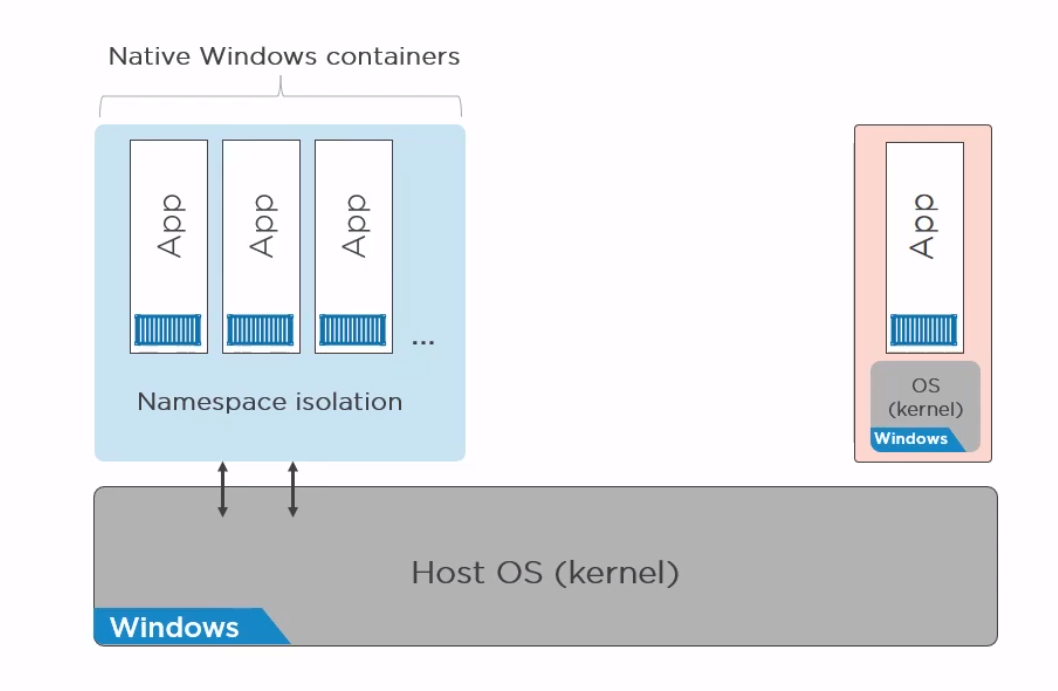 Native Windows containers
App
App
App
...
Namespace isolation
App
OS
(kernel)
Windows
Host OS (kernel)
Windows